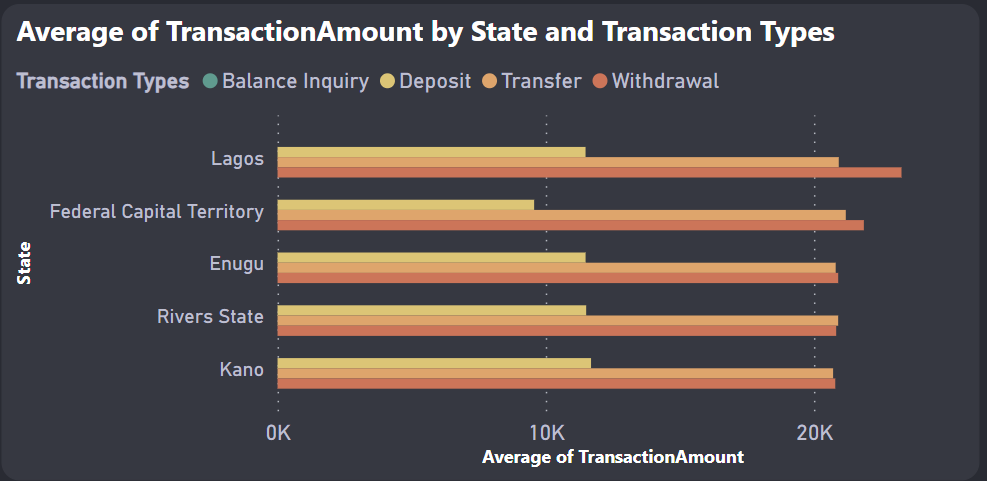 Average of TransactionAmount by State and Transaction Types
Transaction Types Balance Inquiry Deposit Transfer Withdrawal
State
Lagos
Federal Capital Territory
Enugu
Rivers State
Kano
0K 10K 20K
Average of TransactionAmount